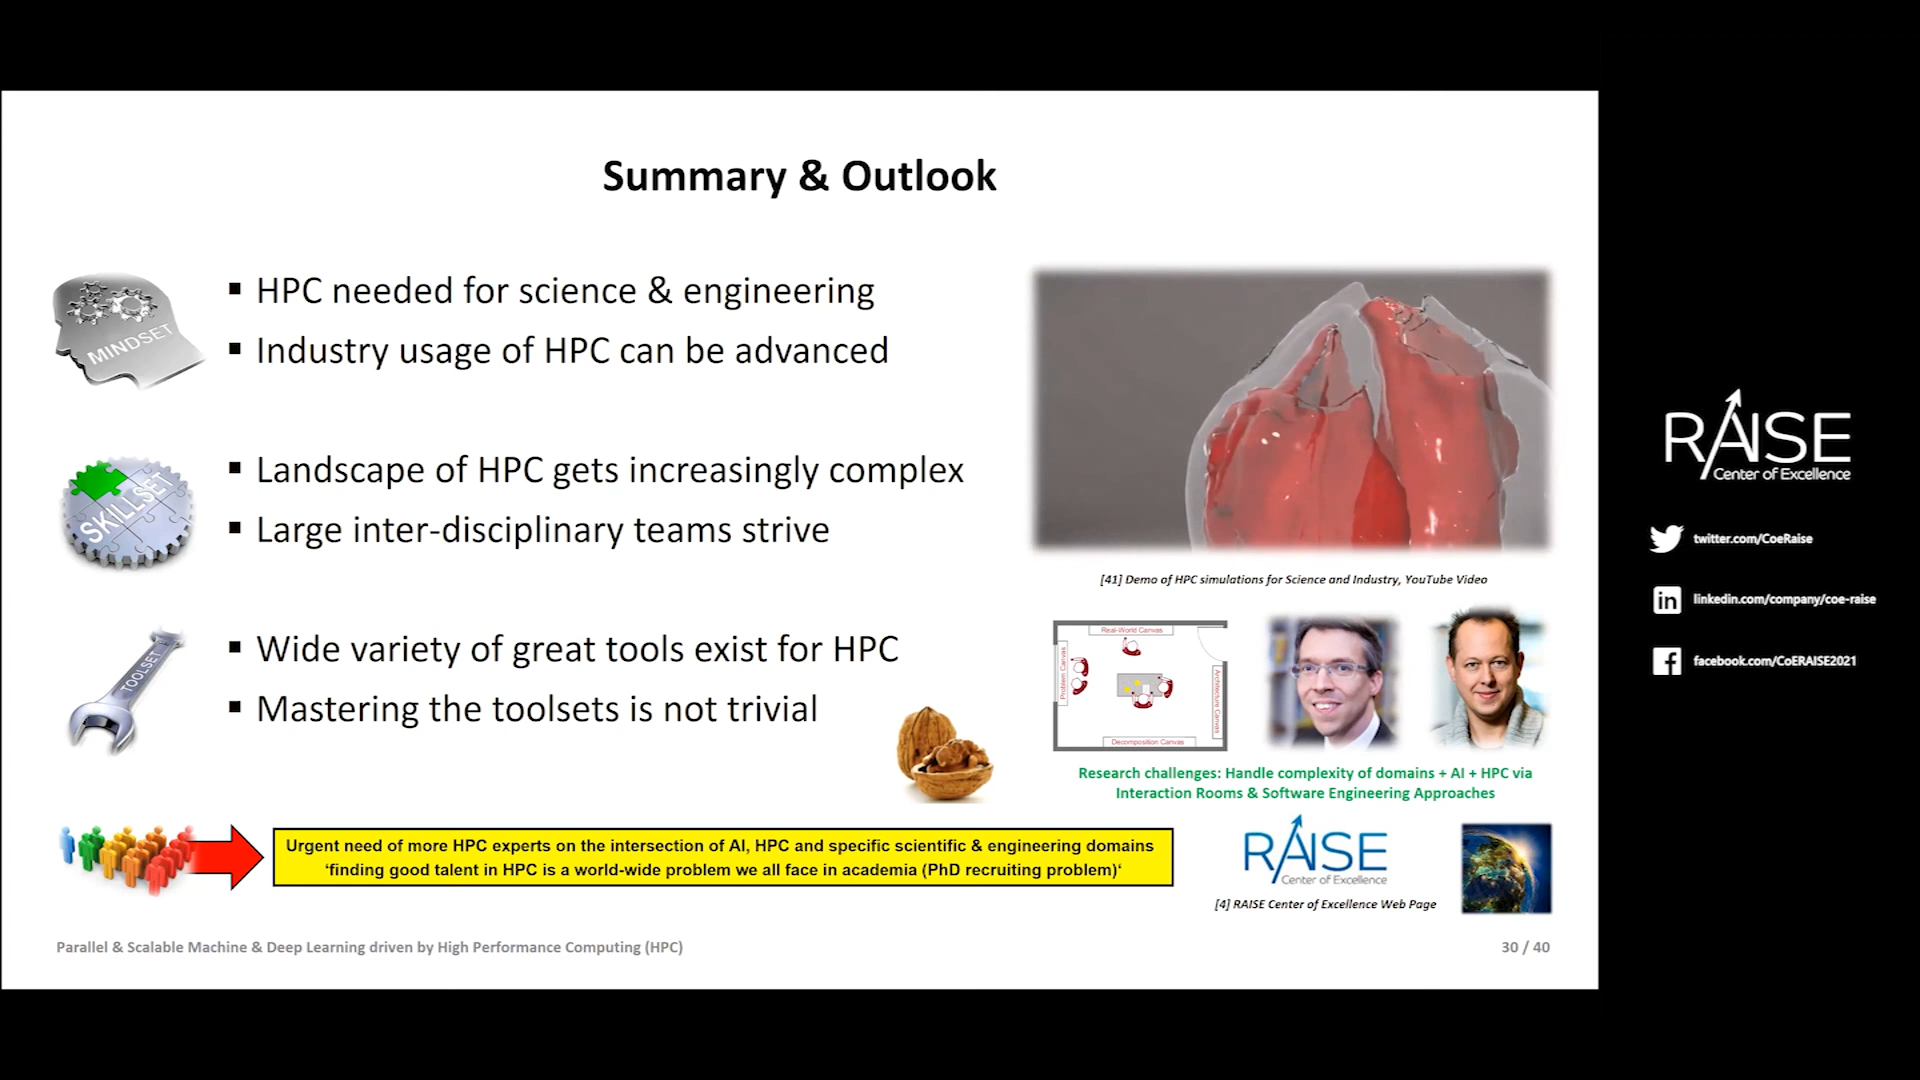 Summary & Outlook
MINDSET
▪ HPC needed for science & engineering
▪ Industry usage of HPC can be advanced
SKILLSET
▪ Landscape of HPC gets increasingly complex
▪ Large inter-disciplinary teams strive
TOOLSET
▪ Wide variety of great tools exist for HPC
▪ Mastering the toolsets is not trivial
[41] Demo of HPC simulations for Science and Industry, YouTube Video
Real-World Canvas
Problem Canvas
Architecture Canvas
Decomposition Canvas
Research challenges: Handle complexity of domains + AI + HPC via
Interaction Rooms & Software Engineering Approaches
Urgent need of more HPC experts on the intersection of AI, HPC and specific scientific & engineering domains
‘finding good talent in HPC is a world-wide problem we all face in academia (PhD recruiting problem)‘
RAISE
Center of Excellence
[4] RAISE Center of Excellence Web Page
Parallel & Scalable Machine & Deep Learning driven by High Performance Computing (HPC)
30 / 40
RAISE
Center of Excellence
twitter.com/CoeRaise
in linkedin.com/company/coe-raise
facebook.com/CoERAISE2021